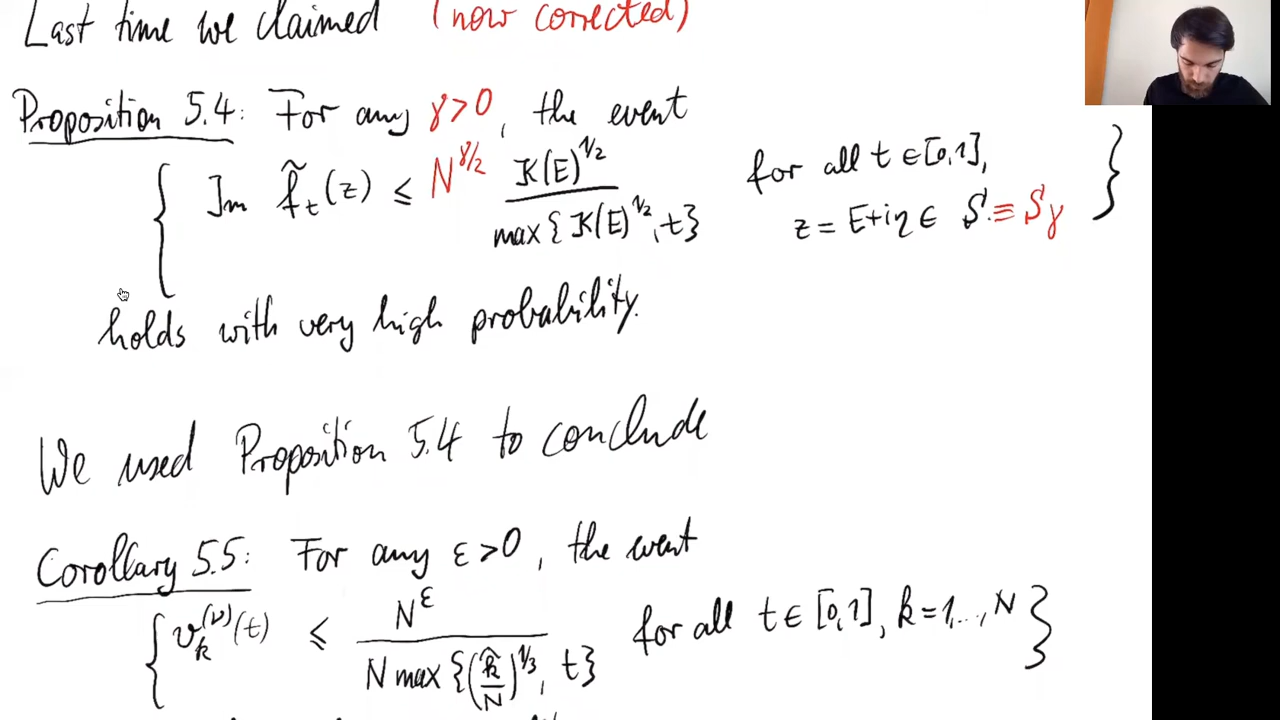 Last time we claimed (now corrected)
Proposition 5.4: For any γ>0, the event
{ Im f̃_t(z) ≤ N^{γ/2} K(E)^{1/2} / max{K(E)^{1/2}, t} for all t ∈ [0,1], z = E+iη ∈ S ≡ S_γ }
holds with very high probability.
We used Proposition 5.4 to conclude
Corollary 5.5: For any ε>0, the event
{ v_k^{(ν)}(t) ≤ N^ε / N max{(k̂/N)^{1/3}, t} for all t ∈ [0,1], k=1,..,N }